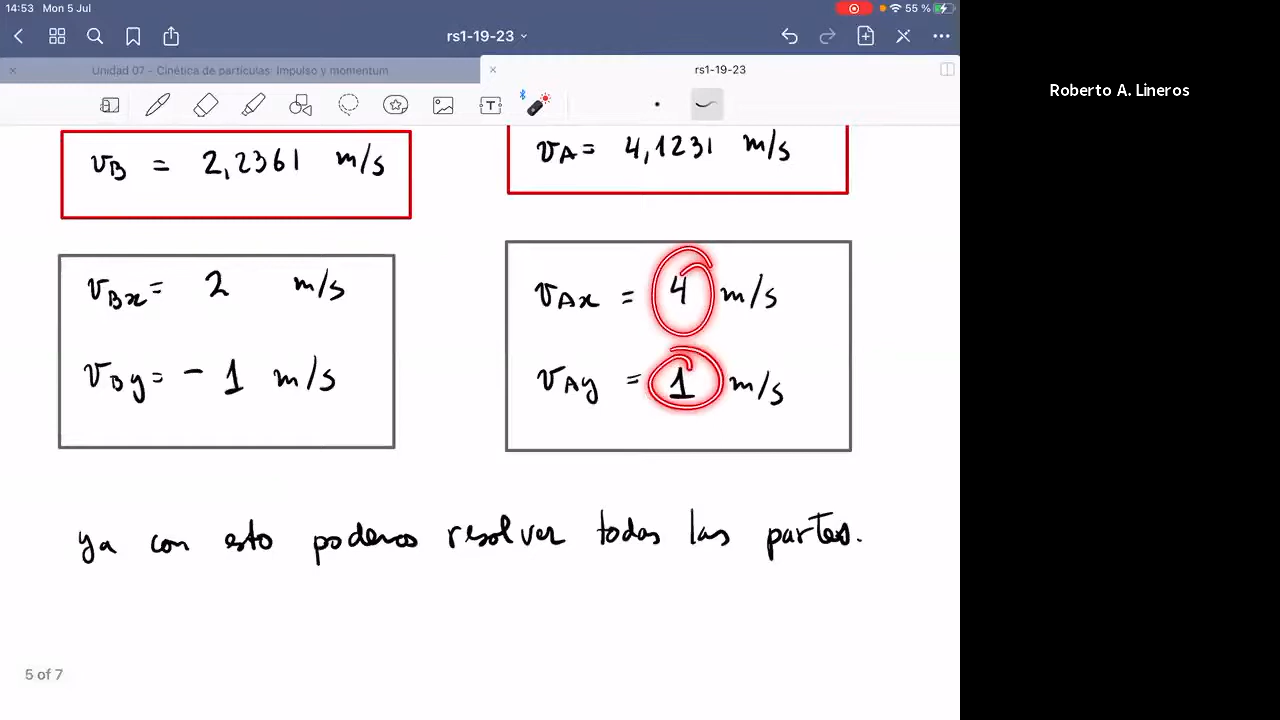 14:53 Mon 5 Jul
55 %
rs1-19-23
Unidad 07 - Cinética de partículas: Impulso y momentum
rs1-19-23
T
Roberto A. Lineros
vB = 2,2361 m/s
vA = 4,1231 m/s
vBx = 2 m/s
vBy = - 1 m/s
vAx = 4 m/s
vAy = 1 m/s
ya con esto podemos resolver todas las partes.
5 of 7